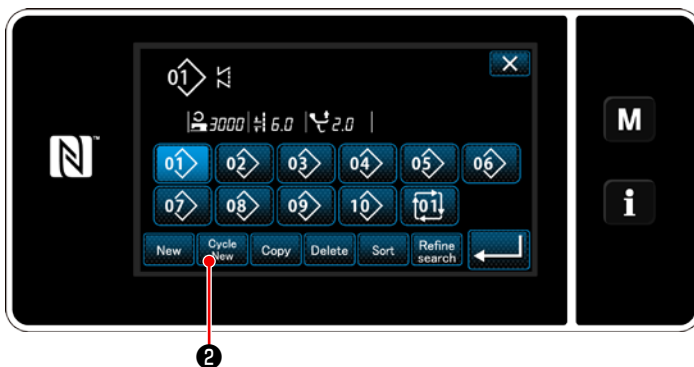 01 X
3000 6.0 2.0
01 02 03 04 05 06
07 08 09 10 01
New Cycle New Copy Delete Sort Refine search
N M
i
2